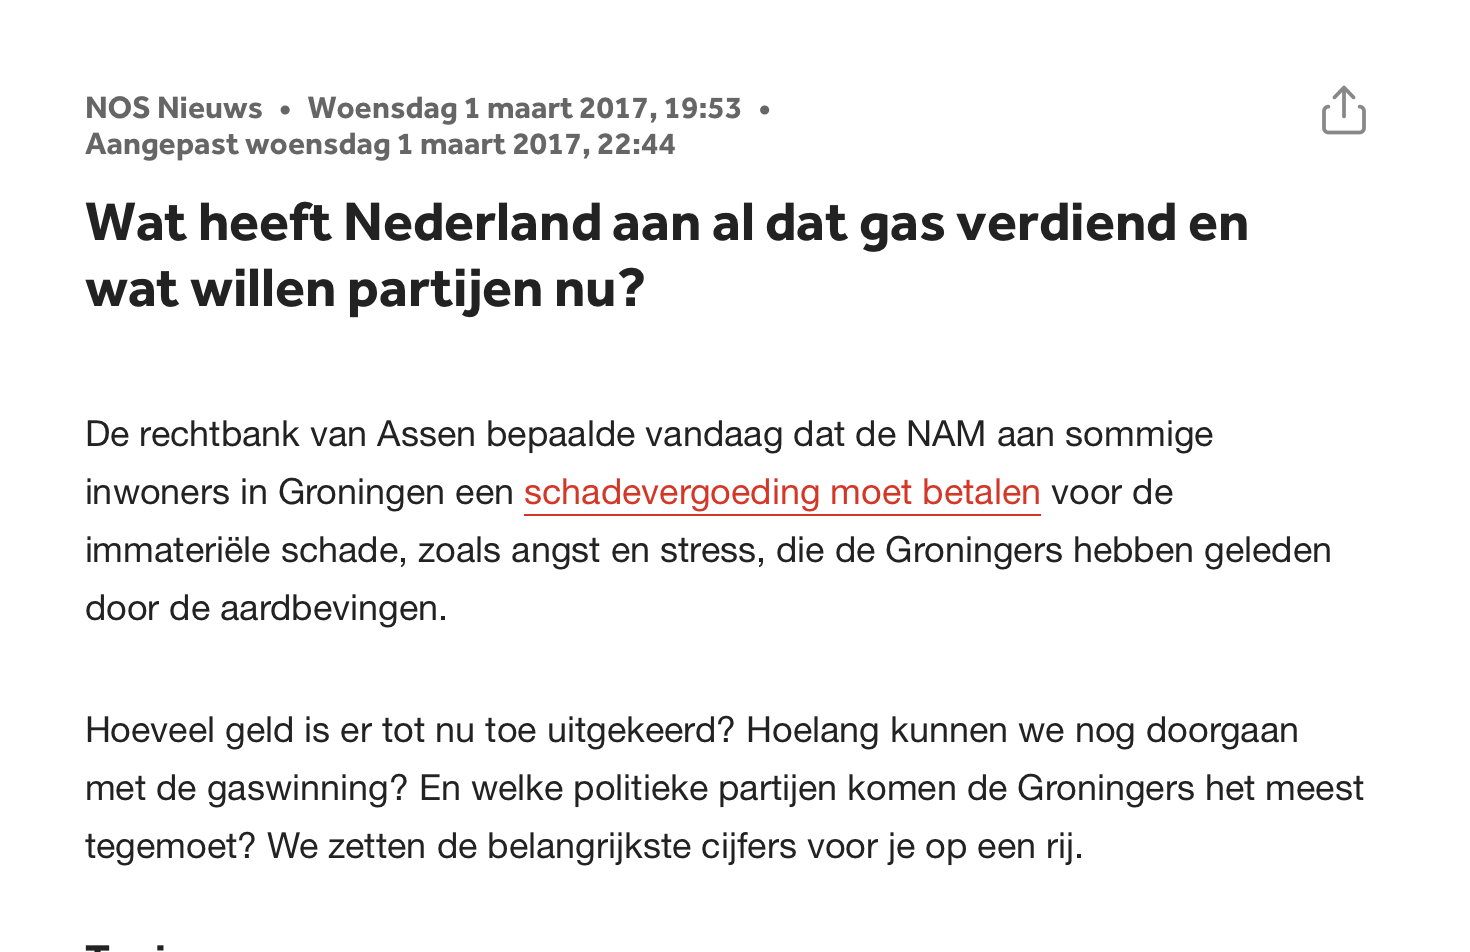 NOS Nieuws • Woensdag 1 maart 2017, 19:53 •
Aangepast woensdag 1 maart 2017, 22:44
Wat heeft Nederland aan al dat gas verdiend en
wat willen partijen nu?
De rechtbank van Assen bepaalde vandaag dat de NAM aan sommige
inwoners in Groningen een schadevergoeding moet betalen voor de
immateriële schade, zoals angst en stress, die de Groningers hebben geleden
door de aardbevingen.
Hoeveel geld is er tot nu toe uitgekeerd? Hoelang kunnen we nog doorgaan
met de gaswinning? En welke politieke partijen komen de Groningers het meest
tegemoet? We zetten de belangrijkste cijfers voor je op een rij.